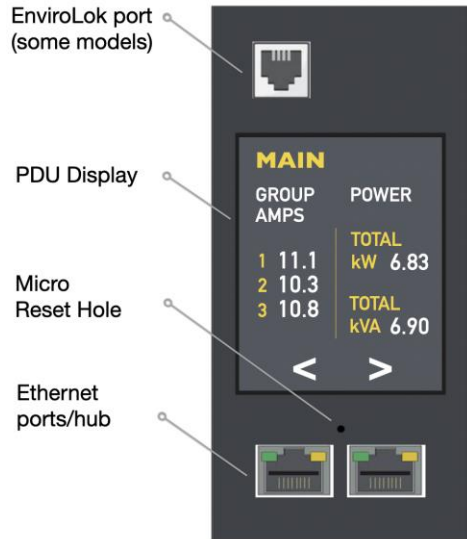 EnviroLok port
(some models)
PDU Display
Micro
Reset Hole
Ethernet
ports/hub
MAIN
GROUP
AMPS
1 11.1
2 10.3
3 10.8
POWER
TOTAL
kW 6.83
TOTAL
kVA 6.90
< >